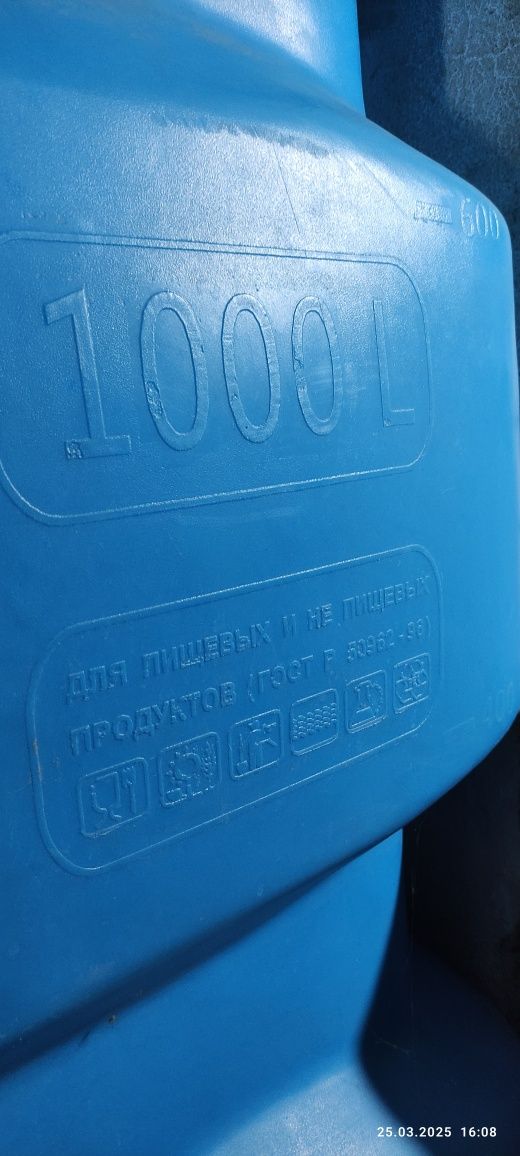 600
1000 L
ДЛЯ ПИЩЕВЫХ И НЕ ПИЩЕВЫХ
ПРОДУКТОВ (ГОСТ Р 50962-96)
400
25.03.2025 16:08